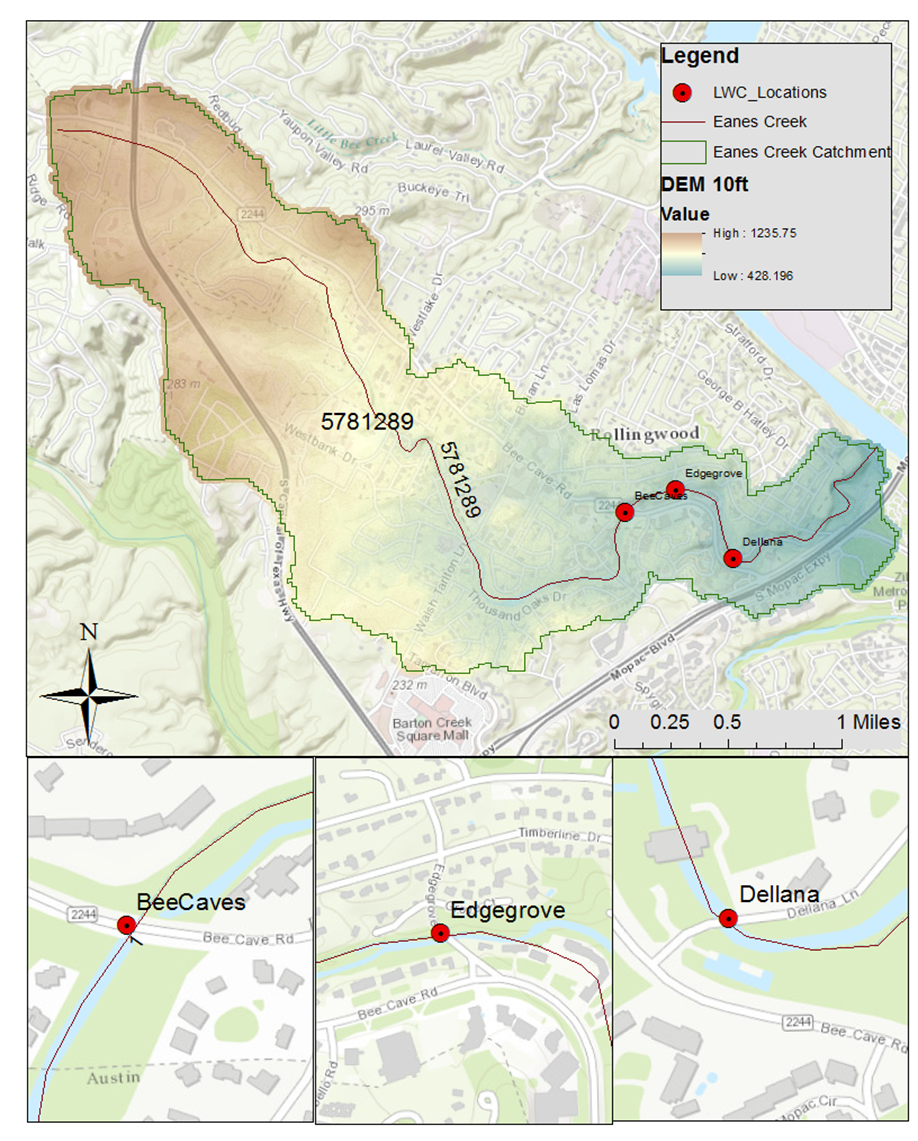 Legend
LWC_Locations
Eanes Creek
Eanes Creek Catchment
DEM 10ft
Value
High : 1235.75
Low : 428.196
Redbud
Yaupon Valley Rd
Little Bee Creek
Laurel Valley Rd
Buckeye Trl
295 m
2244
Ridge
alk
Westlake Dr
Las Lomas Dr
Stratford Dr
George B Hatley Dr
283 m
5781289
5781289
Westbank Dr
Bee Cave Rd
Rollingwood
Edgegrove
BeeCaves
Dellana
S Mopac Expy
Walsh Tarlton L
Thousand Oaks Dr
Mopac Blvd
232 m
Barton Creek
Square Mall
N
0 0.25 0.5 1 Miles
BeeCaves
2244
Bee Cave Rd
Austin
Timberline Dr
Edgegrove
Edgegrove
Bee Cave Rd
Dellana
Dellana Ln
2244
Bee Cave Rd
Mopac Cir